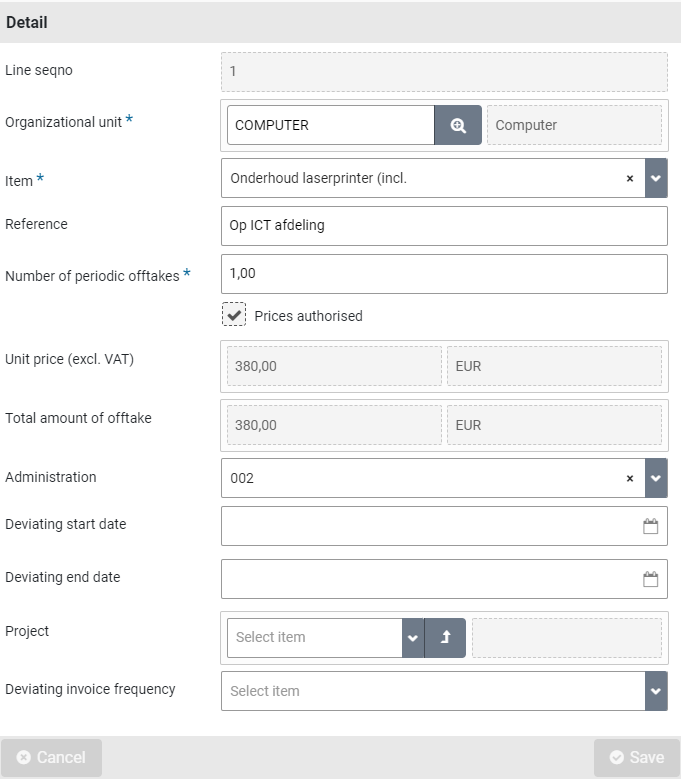 Detail
Line seqno
1
Organizational unit *
COMPUTER
Computer
Item *
Onderhoud laserprinter (incl.
Reference
Op ICT afdeling
Number of periodic offtakes *
1,00
Prices authorised
Unit price (excl. VAT)
380,00
EUR
Total amount of offtake
380,00
EUR
Administration
002
Deviating start date
Deviating end date
Project
Select item
Deviating invoice frequency
Select item
Cancel
Save